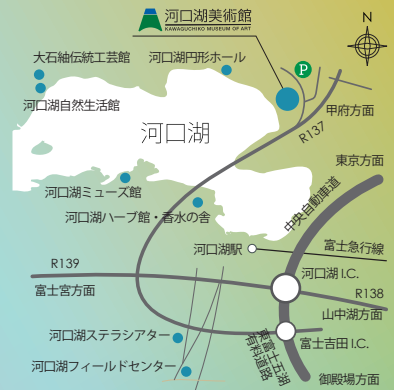 河口湖美術館
KAWAGUCHIKO MUSEUM OF ART
N
大石紬伝統工芸館
河口湖円形ホール
P
河口湖自然生活館
甲府方面
R137
河口湖
東京方面
河口湖ミューズ館
中央自動車道
河口湖ハーブ館・香水の舎
河口湖駅
富士急行線
R139
河口湖 I.C.
富士宮方面
R138
山中湖方面
河口湖ステラシアター
東富士五湖
有料道路
富士吉田 I.C.
河口湖フィールドセンター
御殿場方面